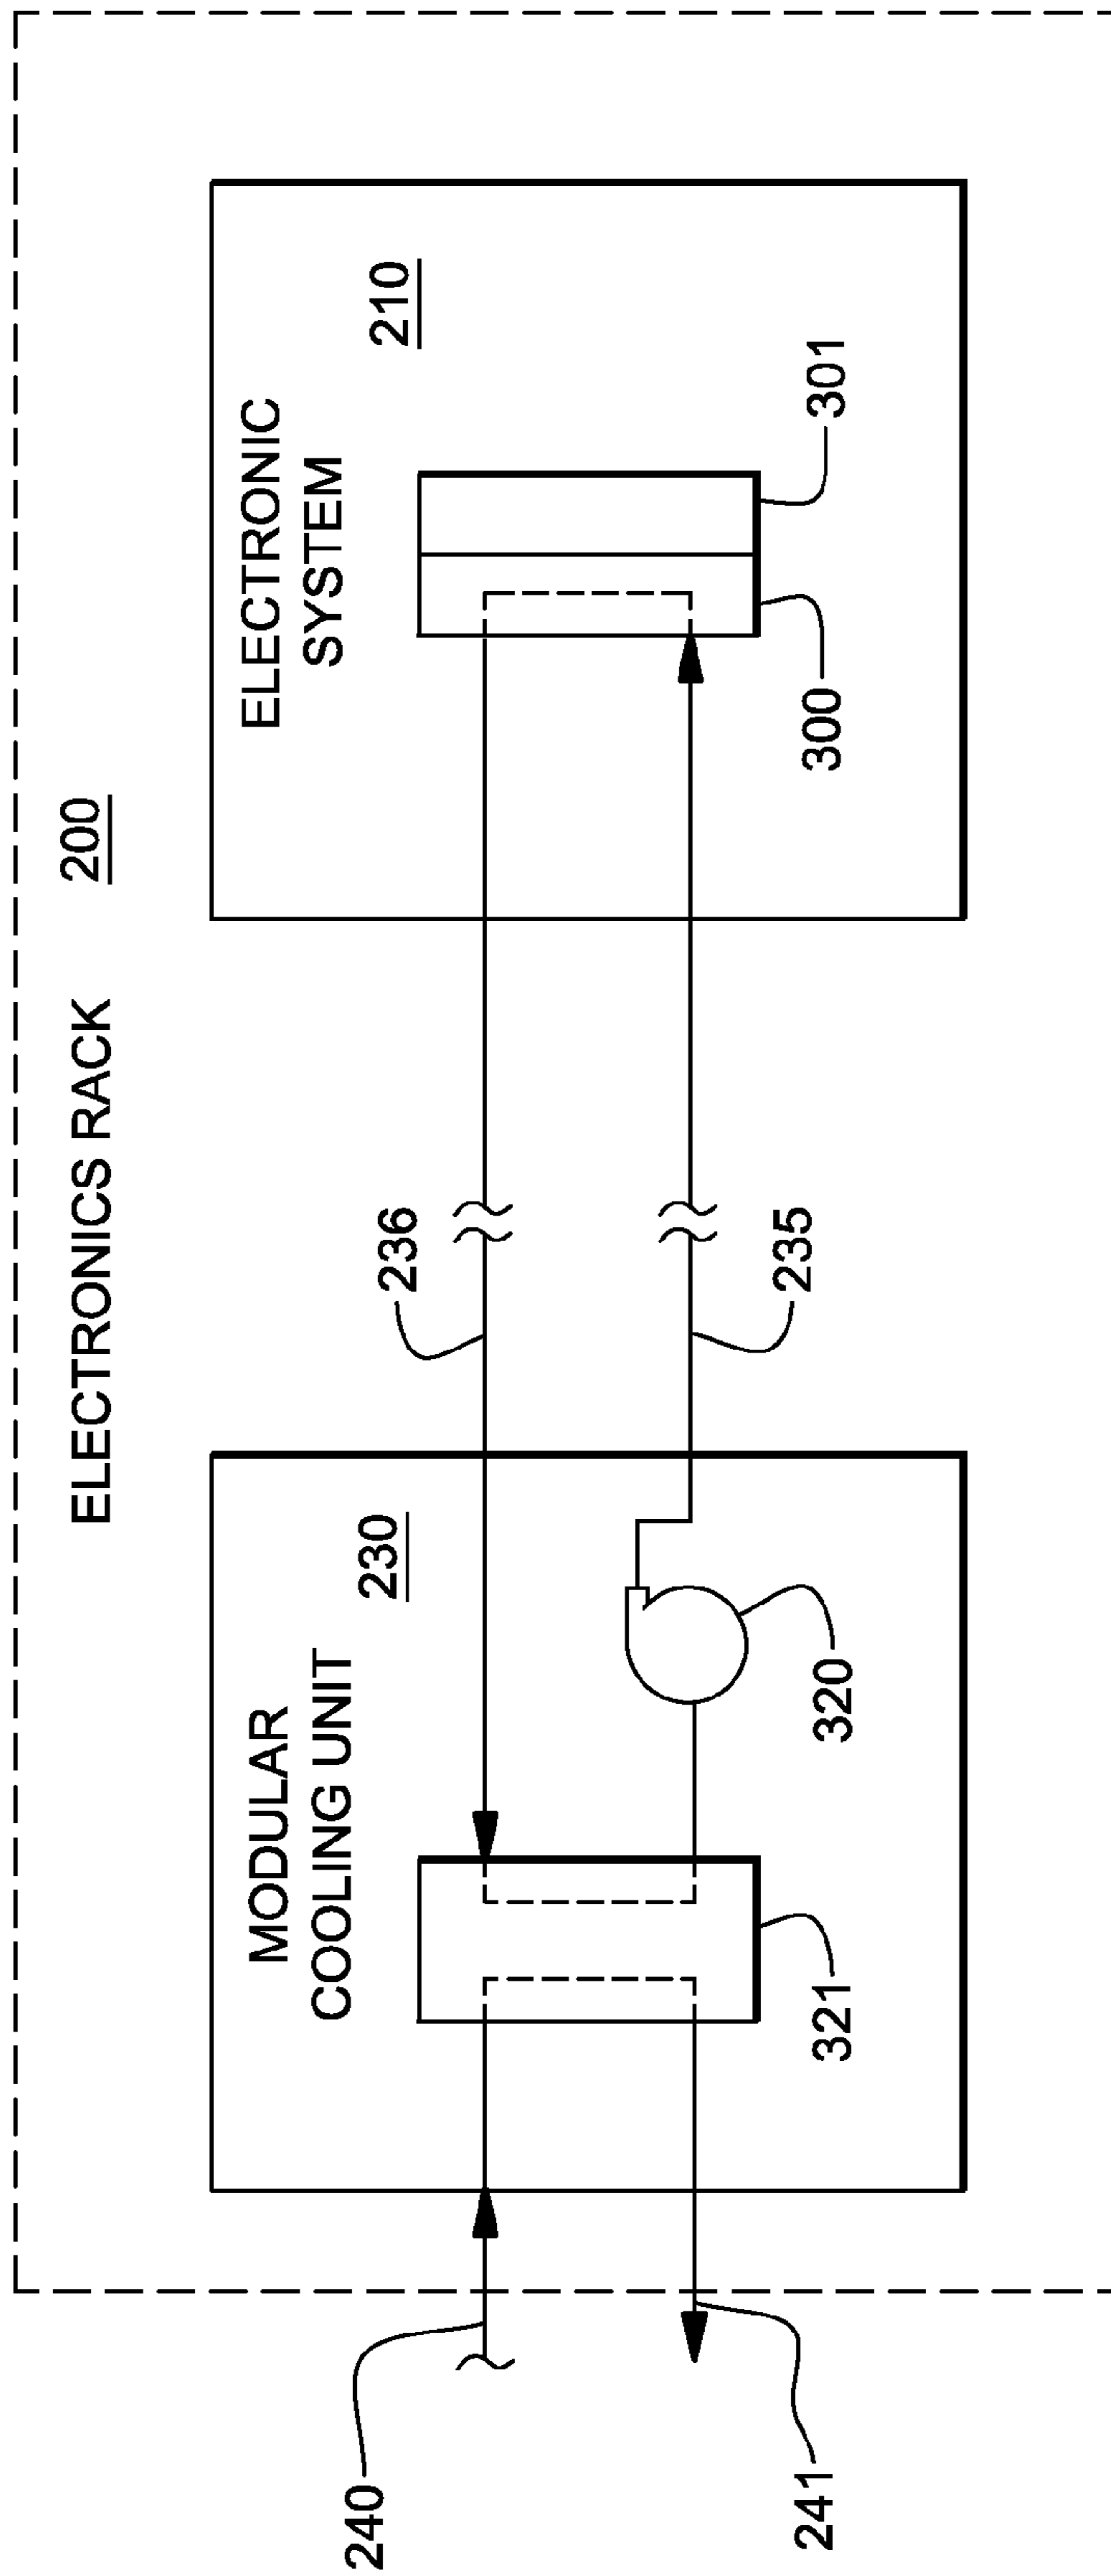 ELECTRONICS RACK 200
MODULAR
COOLING UNIT
230
ELECTRONIC
SYSTEM
210
240
236
241
321
320
235
300
301